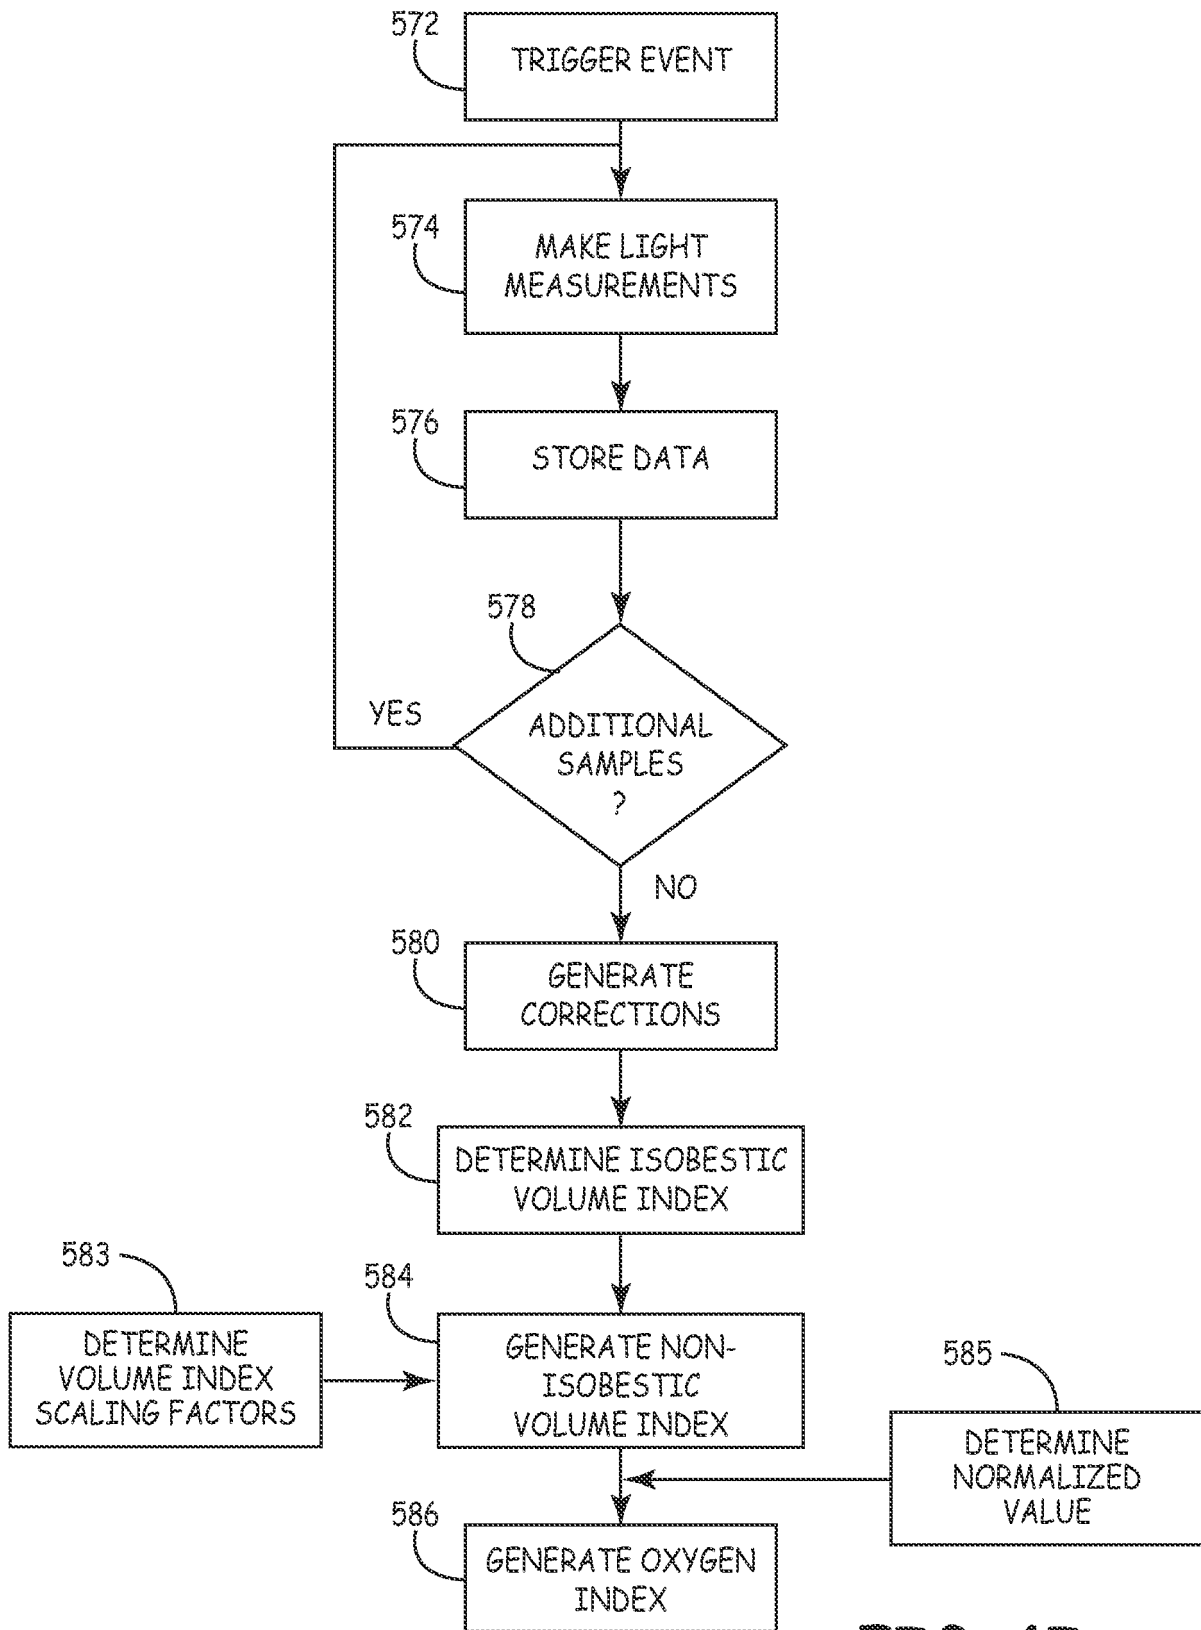 572
TRIGGER EVENT
574
MAKE LIGHT
MEASUREMENTS
576
STORE DATA
578
YES
ADDITIONAL
SAMPLES
?
NO
580
GENERATE
CORRECTIONS
582
DETERMINE ISOBESTIC
VOLUME INDEX
583
DETERMINE
VOLUME INDEX
SCALING FACTORS
584
GENERATE NON-
ISOBESTIC
VOLUME INDEX
585
DETERMINE
NORMALIZED
VALUE
586
GENERATE OXYGEN
INDEX